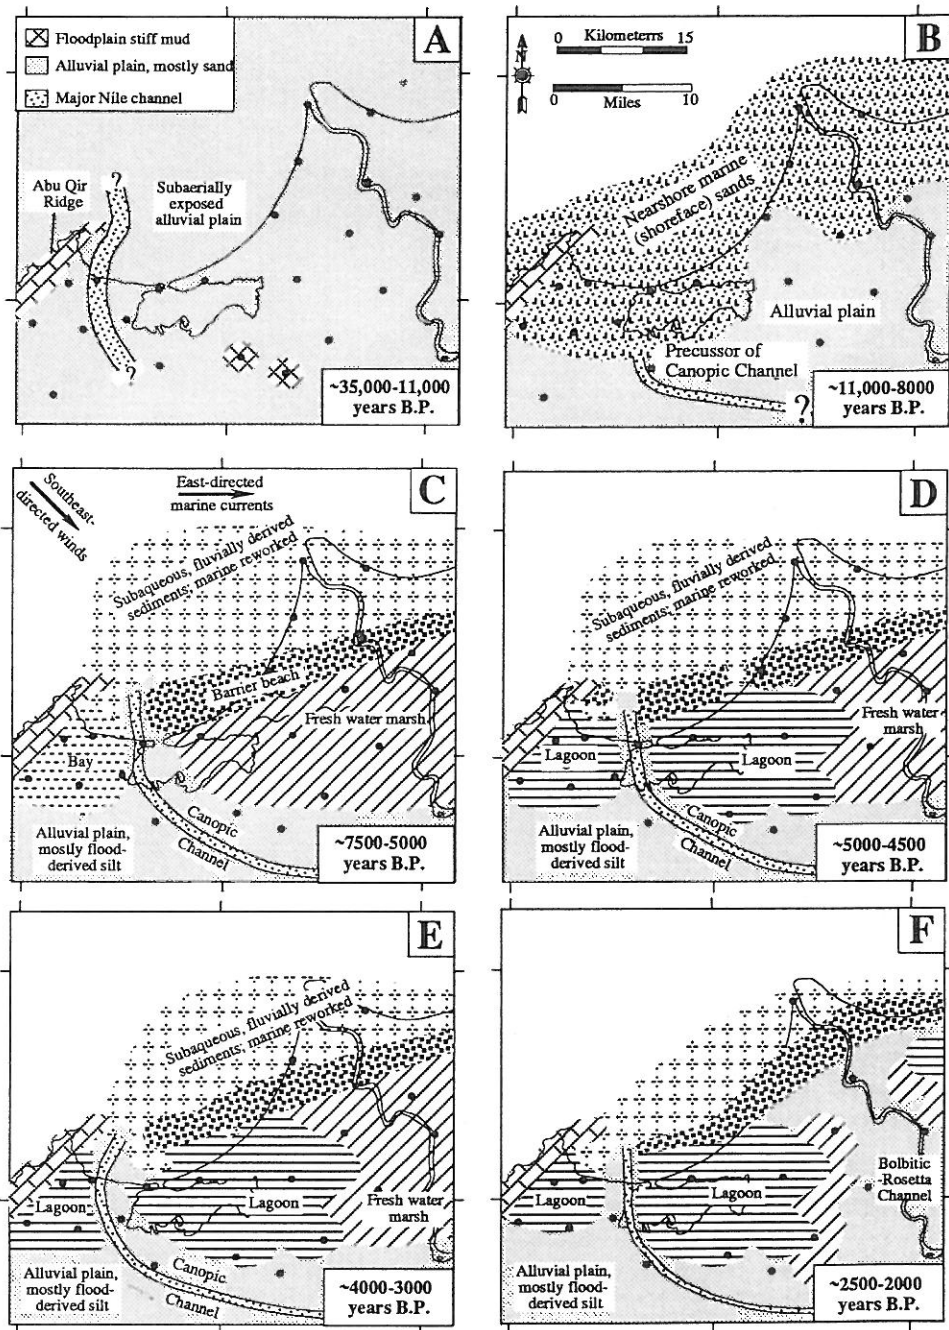 A
Floodplain stiff mud
Alluvial plain, mostly sand
Major Nile channel
?
Abu Qir
Ridge
Subaerially
exposed
alluvial plain
?
~35,000-11,000
years B.P.
B
N
0 Kilometerrs 15
0 Miles 10
Nearshore marine
(shoreface) sands
Alluvial plain
Precussor of
Canopic Channel
?
~11,000-8000
years B.P.
C
Southeast-
directed winds
East-directed
marine currents
Subaqueous, fluvially derived
sediments; marine reworked
Barrier beach
Fresh water marsh
Bay
Canopic
Channel
Alluvial plain,
mostly flood-
derived silt
~7500-5000
years B.P.
D
Subaqueous, fluvially derived
sediments; marine reworked
Fresh water
marsh
Lagoon
Lagoon
Canopic
Channel
Alluvial plain,
mostly flood-
derived silt
~5000-4500
years B.P.
E
Subaqueous, fluvially derived
sediments; marine reworked
Lagoon
Lagoon
Fresh water
marsh
Canopic
Channel
Alluvial plain,
mostly flood-
derived silt
~4000-3000
years B.P.
F
Bolbitic
-Rosetta
Channel
Lagoon
Lagoon
Alluvial plain,
mostly flood-
derived silt
~2500-2000
years B.P.